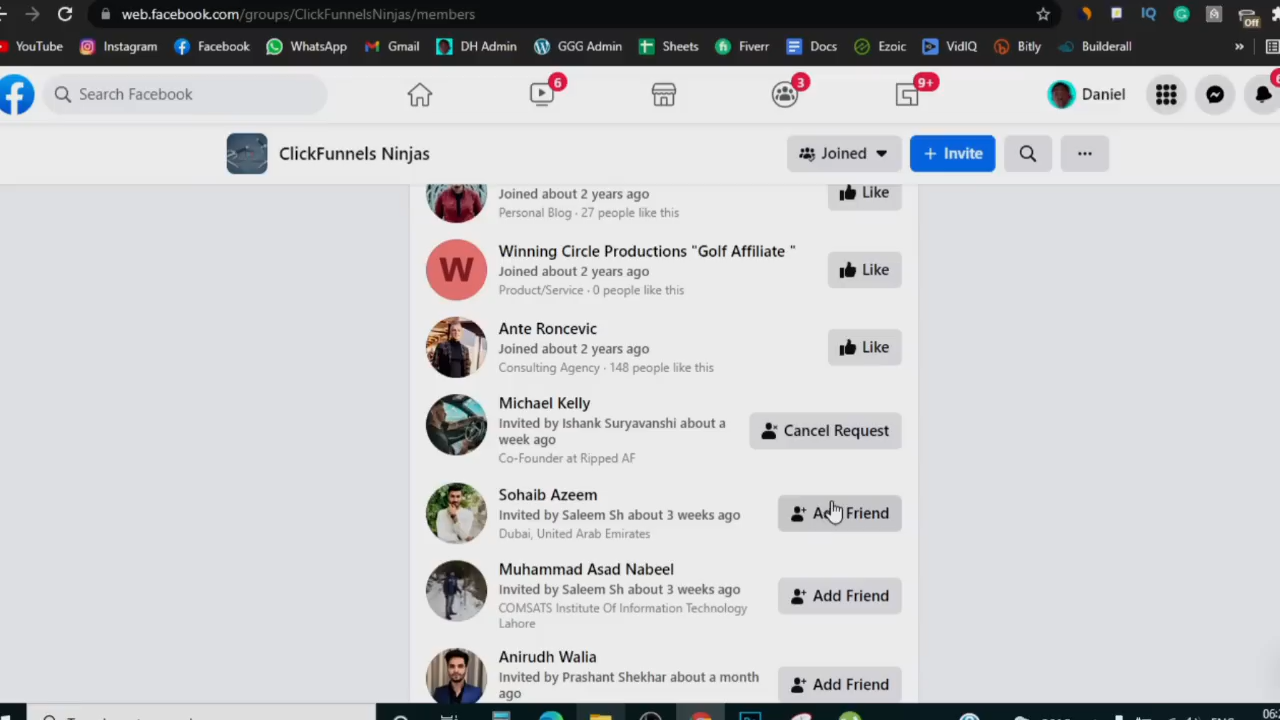 web.facebook.com/groups/ClickFunnelsNinjas/members
Off
YouTube Instagram Facebook WhatsApp Gmail DH Admin GGG Admin Sheets Fiverr Docs Ezoic VidIQ Bitly Builderall »
Search Facebook
6
3
9+
Daniel
6
ClickFunnels Ninjas
Joined
+ Invite
Joined about 2 years ago
Personal Blog · 27 people like this
Like
Winning Circle Productions "Golf Affiliate "
Joined about 2 years ago
Product/Service · 0 people like this
Like
W
Ante Roncevic
Joined about 2 years ago
Consulting Agency · 148 people like this
Like
Michael Kelly
Invited by Ishank Suryavanshi about a
week ago
Co-Founder at Ripped AF
Cancel Request
Sohaib Azeem
Invited by Saleem Sh about 3 weeks ago
Dubai, United Arab Emirates
Add Friend
Muhammad Asad Nabeel
Invited by Saleem Sh about 3 weeks ago
COMSATS Institute Of Information Technology
Lahore
Add Friend
Anirudh Walia
Invited by Prashant Shekhar about a month
ago
Add Friend